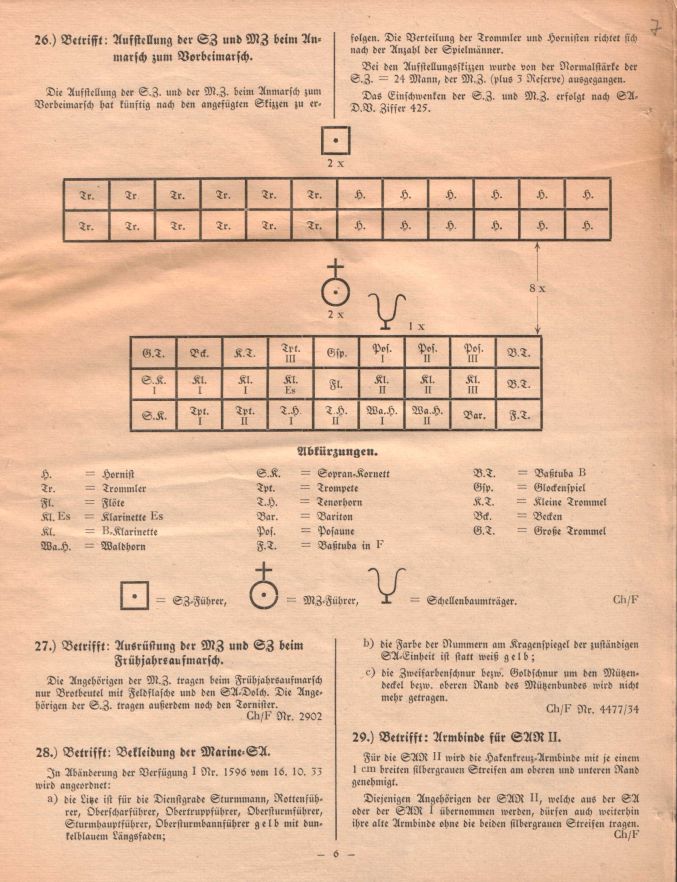 7
26.) Betrifft: Aufstellung der SZ und MZ beim An-
marsch zum Vorbeimarsch.
Die Aufstellung der S.Z. und der M.Z. beim Anmarsch zum
Vorbeimarsch hat künftig nach den angefügten Skizzen zu er-
folgen. Die Verteilung der Trommler und Hornisten richtet sich
nach der Anzahl der Spielmänner.
Bei den Aufstellungsskizzen wurde von der Normalstärke der
S.Z. = 24 Mann, der M.Z. (plus 3 Reserve) ausgegangen.
Das Einschwenken der S.Z. und M.Z. erfolgt nach SA-
D.V. Ziffer 425.
2 x
Tr. Tr Tr. Tr. Tr. Tr. H. H. H. H. H. H.
Tr. Tr. Tr. Tr. Tr. Tr. H. H. H. H. H. H.
8 x
2 x
1 x
G.T. Bck. K.T. Tpt. III Gsp. Pos. I Pos. II Pos. III B.T.
S.K. I Kl. I Kl. I Kl. Es Fl. Kl. II Kl. II Kl. III B.T.
S.K. Tpt. I Tpt. II T.H. I T.H. II Wa.H. I Wa.H. II Bar. F.T.
Abkürzungen.
H. = Hornist
Tr. = Trommler
Fl. = Flöte
Kl. Es = Klarinette Es
Kl. = B-Klarinette
Wa.H. = Waldhorn
S.K. = Sopran-Kornett
Tpt. = Trompete
T.H. = Tenorhorn
Bar. = Bariton
Pos. = Posaune
F.T. = Baßtuba in F
B.T. = Baßtuba B
Gsp. = Glockenspiel
K.T. = Kleine Trommel
Bck. = Becken
G.T. = Große Trommel
= SZ-Führer, = MZ-Führer, = Schellenbaumträger. Ch/F
27.) Betrifft: Ausrüstung der MZ und SZ beim
Frühjahrsaufmarsch.
Die Angehörigen der M.Z. tragen beim Frühjahrsaufmarsch
nur Brotbeutel mit Feldflasche und den SA-Dolch. Die Ange-
hörigen der S.Z. tragen außerdem noch den Tornister.
Ch/F Nr. 2902
28.) Betrifft: Bekleidung der Marine-SA.
In Abänderung der Verfügung I Nr. 1596 vom 16. 10. 33
wird angeordnet:
a) die Litze ist für die Dienstgrade Sturmmann, Rottenfüh-
rer, Oberscharführer, Obertruppführer, Obersturmführer,
Sturmhauptführer, Obersturmbannführer gelb mit dun-
kelblauem Längsfaden;
b) die Farbe der Nummern am Kragenspiegel der zuständigen
SA-Einheit ist statt weiß gelb;
c) die Zweifarbenschnur bezw. Goldschnur um den Mützen-
deckel bezw. oberen Rand des Mützenbundes wird nicht
mehr getragen.
Ch/F Nr. 4477/34
29.) Betrifft: Armbinde für SAR II.
Für die SAR II wird die Hakenkreuz-Armbinde mit je einem
1 cm breiten silbergrauen Streifen am oberen und unteren Rand
genehmigt.
Diejenigen Angehörigen der SAR II, welche aus der SA
oder der SAR I übernommen werden, dürfen auch weiterhin
ihre alte Armbinde ohne die beiden silbergrauen Streifen tragen.
Ch/F
– 6 –